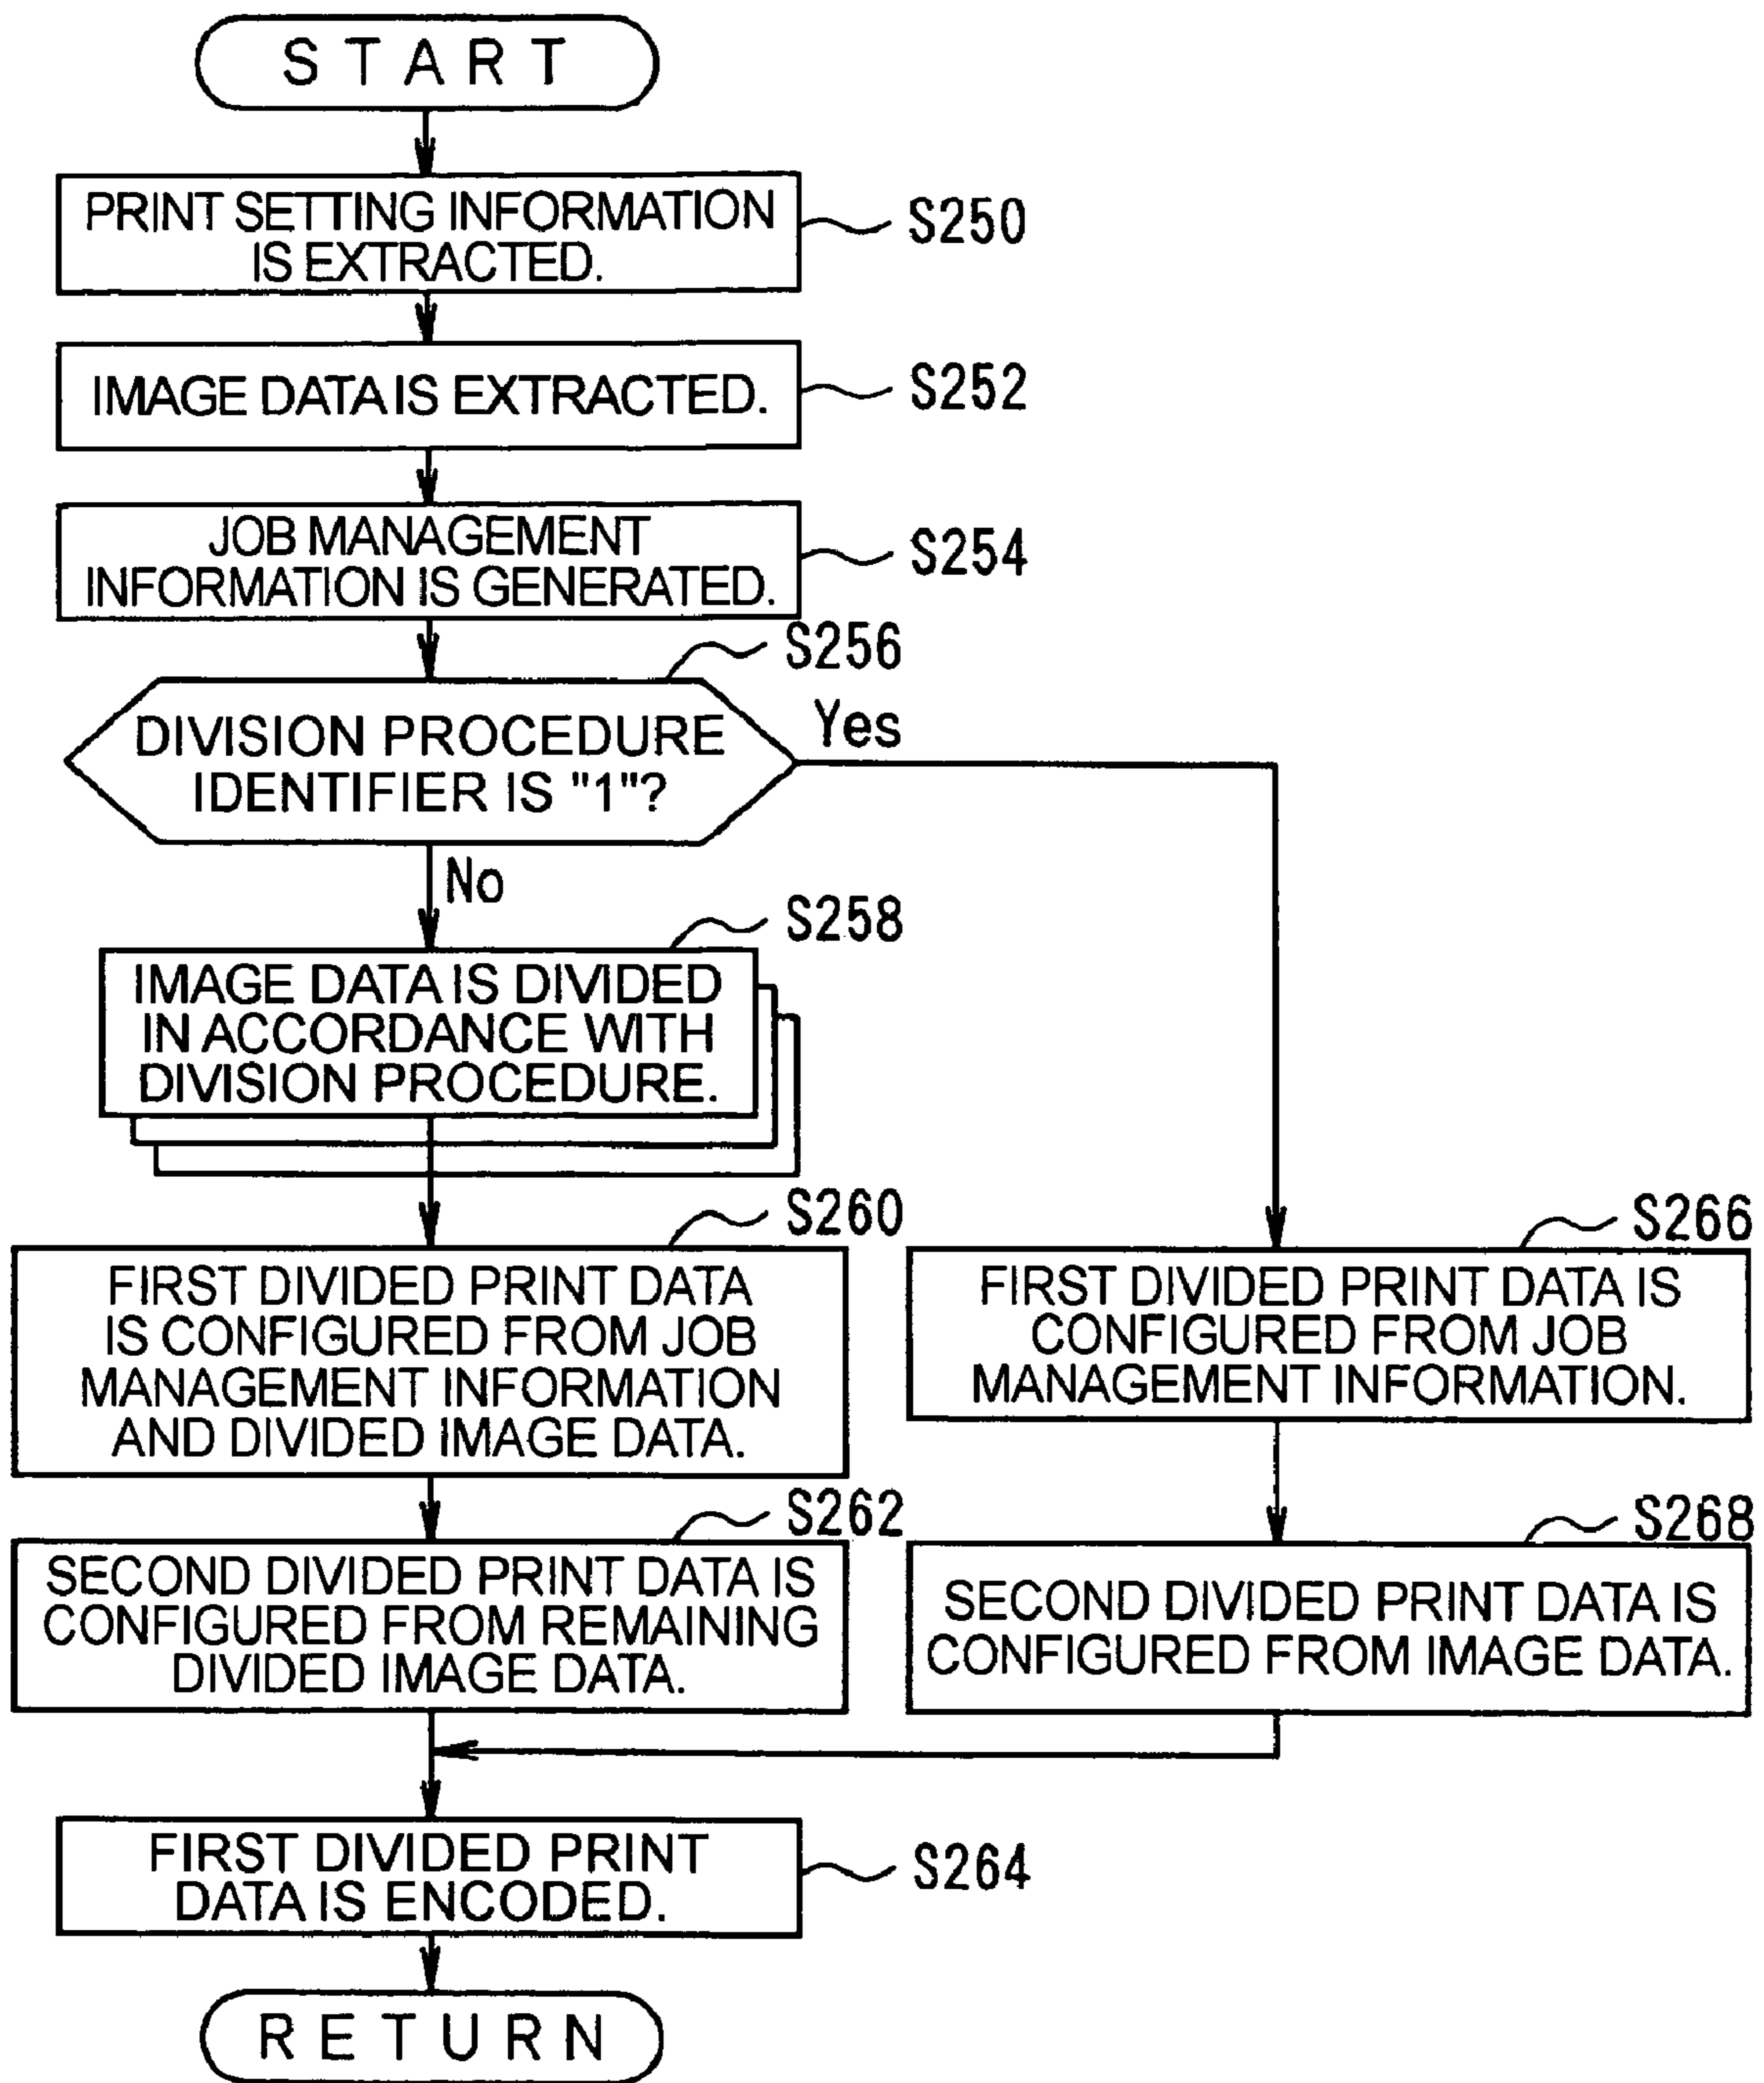 START
PRINT SETTING INFORMATION
IS EXTRACTED.
S250
IMAGE DATA IS EXTRACTED.
S252
JOB MANAGEMENT
INFORMATION IS GENERATED.
S254
S256
DIVISION PROCEDURE
IDENTIFIER IS "1"?
Yes
No
S258
IMAGE DATA IS DIVIDED
IN ACCORDANCE WITH
DIVISION PROCEDURE.
S260
FIRST DIVIDED PRINT DATA
IS CONFIGURED FROM JOB
MANAGEMENT INFORMATION
AND DIVIDED IMAGE DATA.
S266
FIRST DIVIDED PRINT DATA IS
CONFIGURED FROM JOB
MANAGEMENT INFORMATION.
S262
SECOND DIVIDED PRINT DATA IS
CONFIGURED FROM REMAINING
DIVIDED IMAGE DATA.
S268
SECOND DIVIDED PRINT DATA IS
CONFIGURED FROM IMAGE DATA.
FIRST DIVIDED PRINT
DATA IS ENCODED.
S264
RETURN